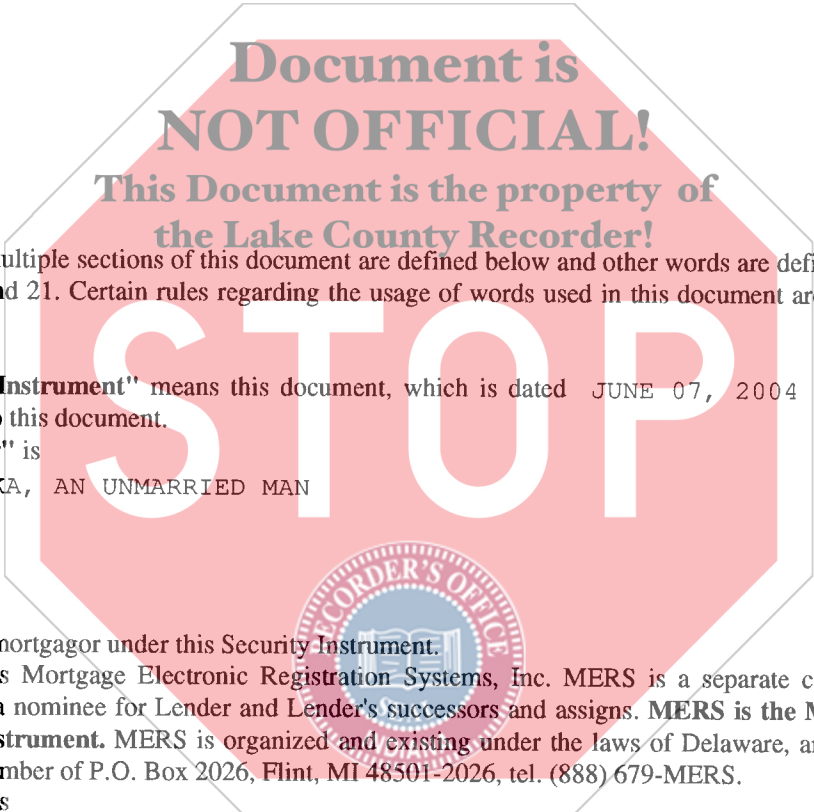 Document is
NOT OFFICIAL!
This Document is the property of
the Lake County Recorder!
ultiple sections of this document are defined below and other words are defi
nd 21. Certain rules regarding the usage of words used in this document ar
Instrument" means this document, which is dated JUNE 07, 2004
this document.
" is
KA, AN UNMARRIED MAN
STOP
RECORDER'S OFFICE
mortgagor under this Security Instrument.
s Mortgage Electronic Registration Systems, Inc. MERS is a separate c
a nominee for Lender and Lender's successors and assigns. MERS is the M
strument. MERS is organized and existing under the laws of Delaware, a
mber of P.O. Box 2026, Flint, MI 48501-2026, tel. (888) 679-MERS.
s